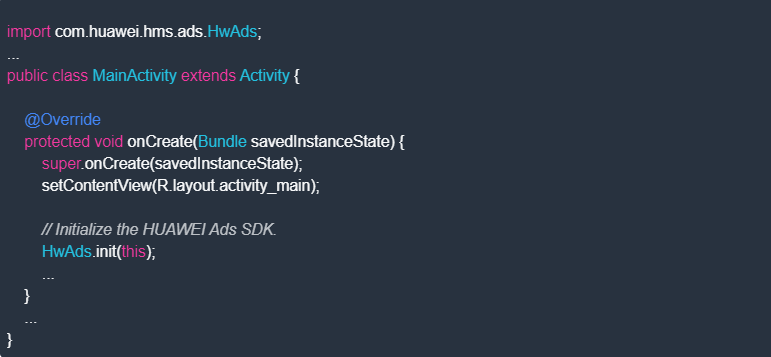 import com.huawei.hms.ads.HwAds;
...
public class MainActivity extends Activity {
@Override
protected void onCreate(Bundle savedInstanceState) {
super.onCreate(savedInstanceState);
setContentView(R.layout.activity_main);
// Initialize the HUAWEI Ads SDK.
HwAds.init(this);
...
}
...
}